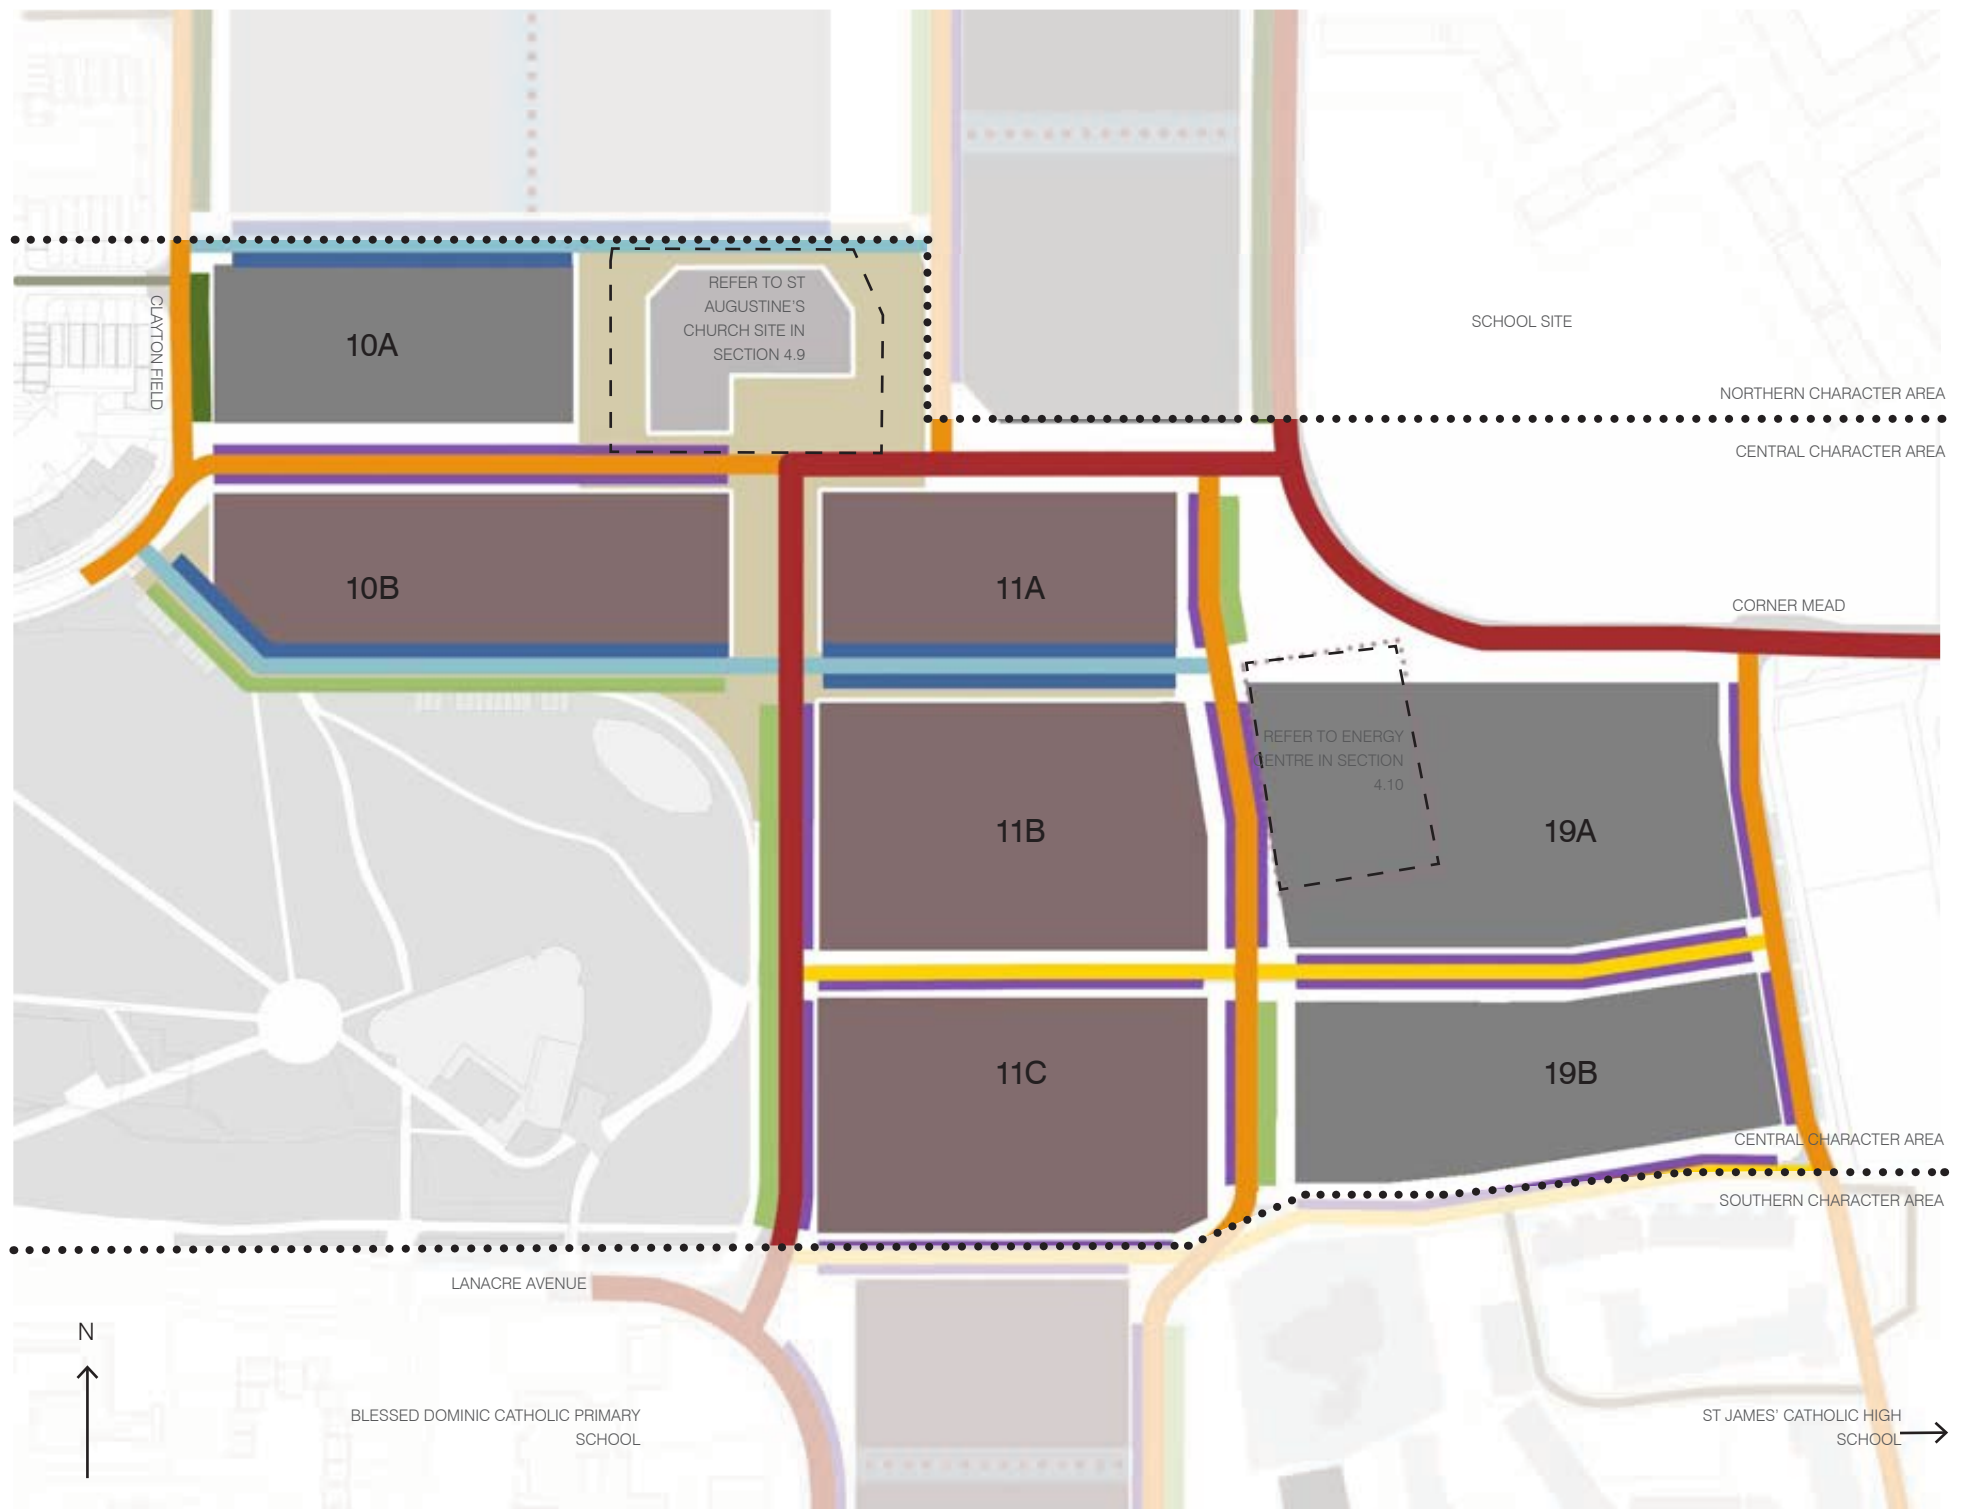 REFER TO ST
AUGUSTINE'S
CHURCH SITE IN
SECTION 4.9
CLAYTON FIELD
10A
SCHOOL SITE
NORTHERN CHARACTER AREA
CENTRAL CHARACTER AREA
10B
11A
CORNER MEAD
REFER TO ENERGY
CENTRE IN SECTION
4.10
11B
19A
11C
19B
CENTRAL CHARACTER AREA
SOUTHERN CHARACTER AREA
LANACRE AVENUE
N
BLESSED DOMINIC CATHOLIC PRIMARY
SCHOOL
ST JAMES' CATHOLIC HIGH
SCHOOL